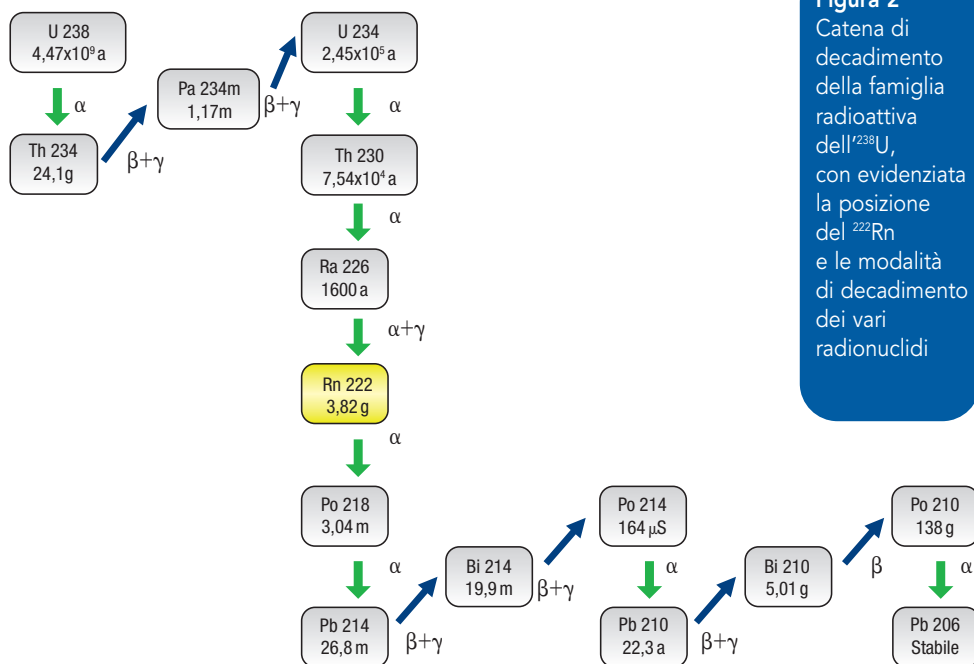 U 238
4,47x10⁹ a
α
Th 234
24,1g
β+γ
Pa 234m
1,17m
β+γ
U 234
2,45x10⁵ a
α
Th 230
7,54x10⁴ a
α
Ra 226
1600 a
α+γ
Rn 222
3,82 g
α
Po 218
3,04 m
α
Pb 214
26,8 m
β+γ
Bi 214
19,9 m
β+γ
Po 214
164 µS
α
Pb 210
22,3 a
β+γ
Bi 210
5,01 g
β
Po 210
138 g
α
Pb 206
Stabile
Figura 2
Catena di
decadimento
della famiglia
radioattiva
dell'²³⁸U,
con evidenziata
la posizione
del ²²²Rn
e le modalità
di decadimento
dei vari
radionuclidi